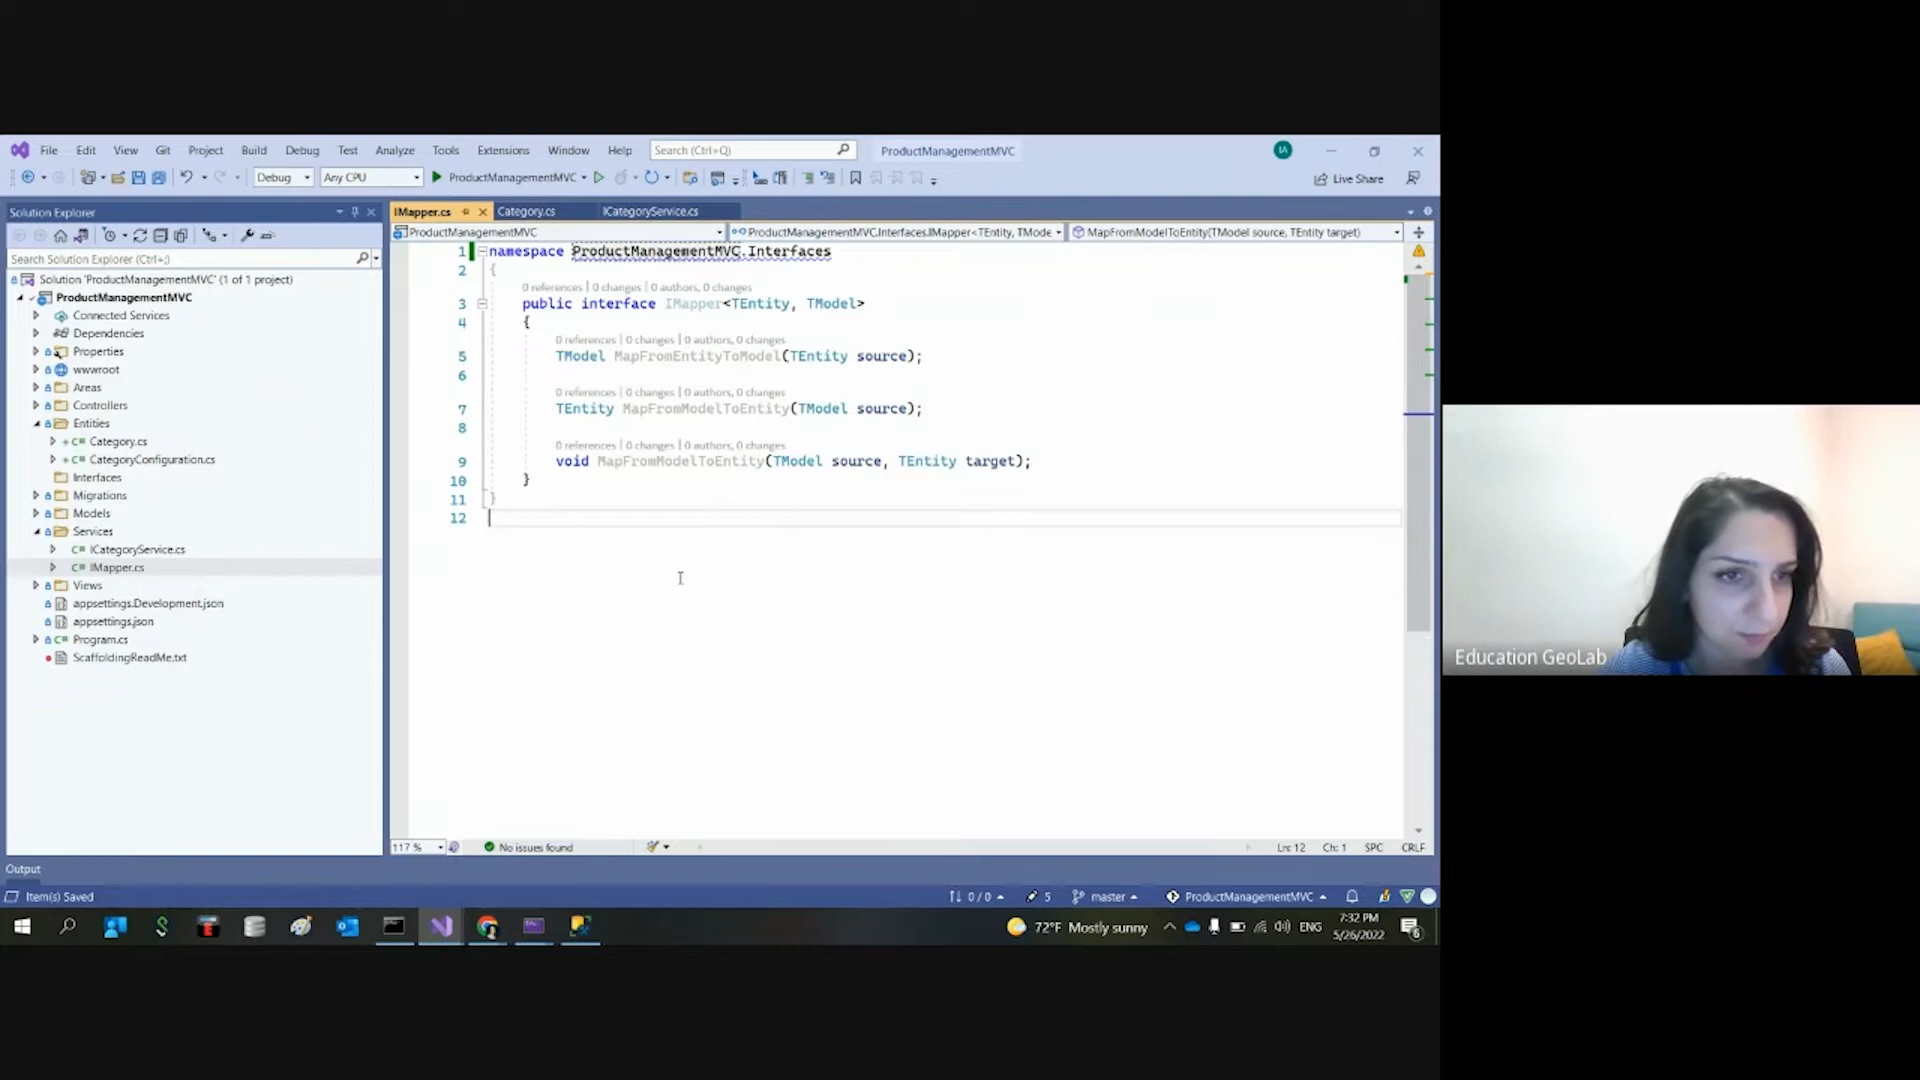 File Edit View Git Project Build Debug Test Analyze Tools Extensions Window Help Search (Ctrl+Q) ProductManagementMVC IA
Debug Any CPU ProductManagementMVC Live Share
Solution Explorer
Search Solution Explorer (Ctrl+;)
Solution 'ProductManagementMVC' (1 of 1 project)
ProductManagementMVC
Connected Services
Dependencies
Properties
wwwroot
Areas
Controllers
Entities
C# Category.cs
C# CategoryConfiguration.cs
Interfaces
Migrations
Models
Services
C# ICategoryService.cs
C# IMapper.cs
Views
appsettings.Development.json
appsettings.json
C# Program.cs
ScaffoldingReadMe.txt
IMapper.cs Category.cs ICategoryService.cs
ProductManagementMVC ProductManagementMVC.Interfaces.IMapper<TEntity, TMode MapFromModelToEntity(TModel source, TEntity target)
1 namespace ProductManagementMVC.Interfaces
2 {
0 references | 0 changes | 0 authors, 0 changes
3 public interface IMapper<TEntity, TModel>
4 {
0 references | 0 changes | 0 authors, 0 changes
5 TModel MapFromEntityToModel(TEntity source);
6
0 references | 0 changes | 0 authors, 0 changes
7 TEntity MapFromModelToEntity(TModel source);
8
0 references | 0 changes | 0 authors, 0 changes
9 void MapFromModelToEntity(TModel source, TEntity target);
10 }
11 }
12
117 % No issues found Ln: 12 Ch: 1 SPC CRLF
Output
Item(s) Saved 0 / 0 5 master ProductManagementMVC
72°F Mostly sunny ENG 7:32 PM
5/26/2022
6
Education GeoLab